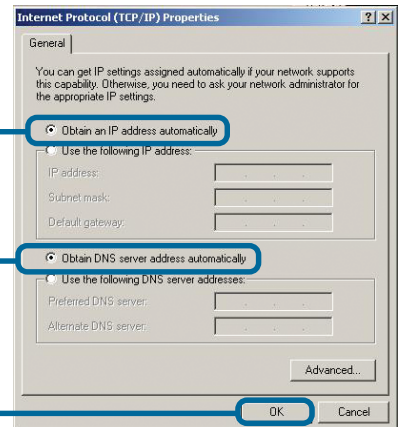 Internet Protocol (TCP/IP) Properties
General
You can get IP settings assigned automatically if your network supports
this capability. Otherwise, you need to ask your network administrator for
the appropriate IP settings.
Obtain an IP address automatically
Use the following IP address:
IP address:
Subnet mask:
Default gateway:
Obtain DNS server address automatically
Use the following DNS server addresses:
Preferred DNS server:
Alternate DNS server:
Advanced...
OK Cancel